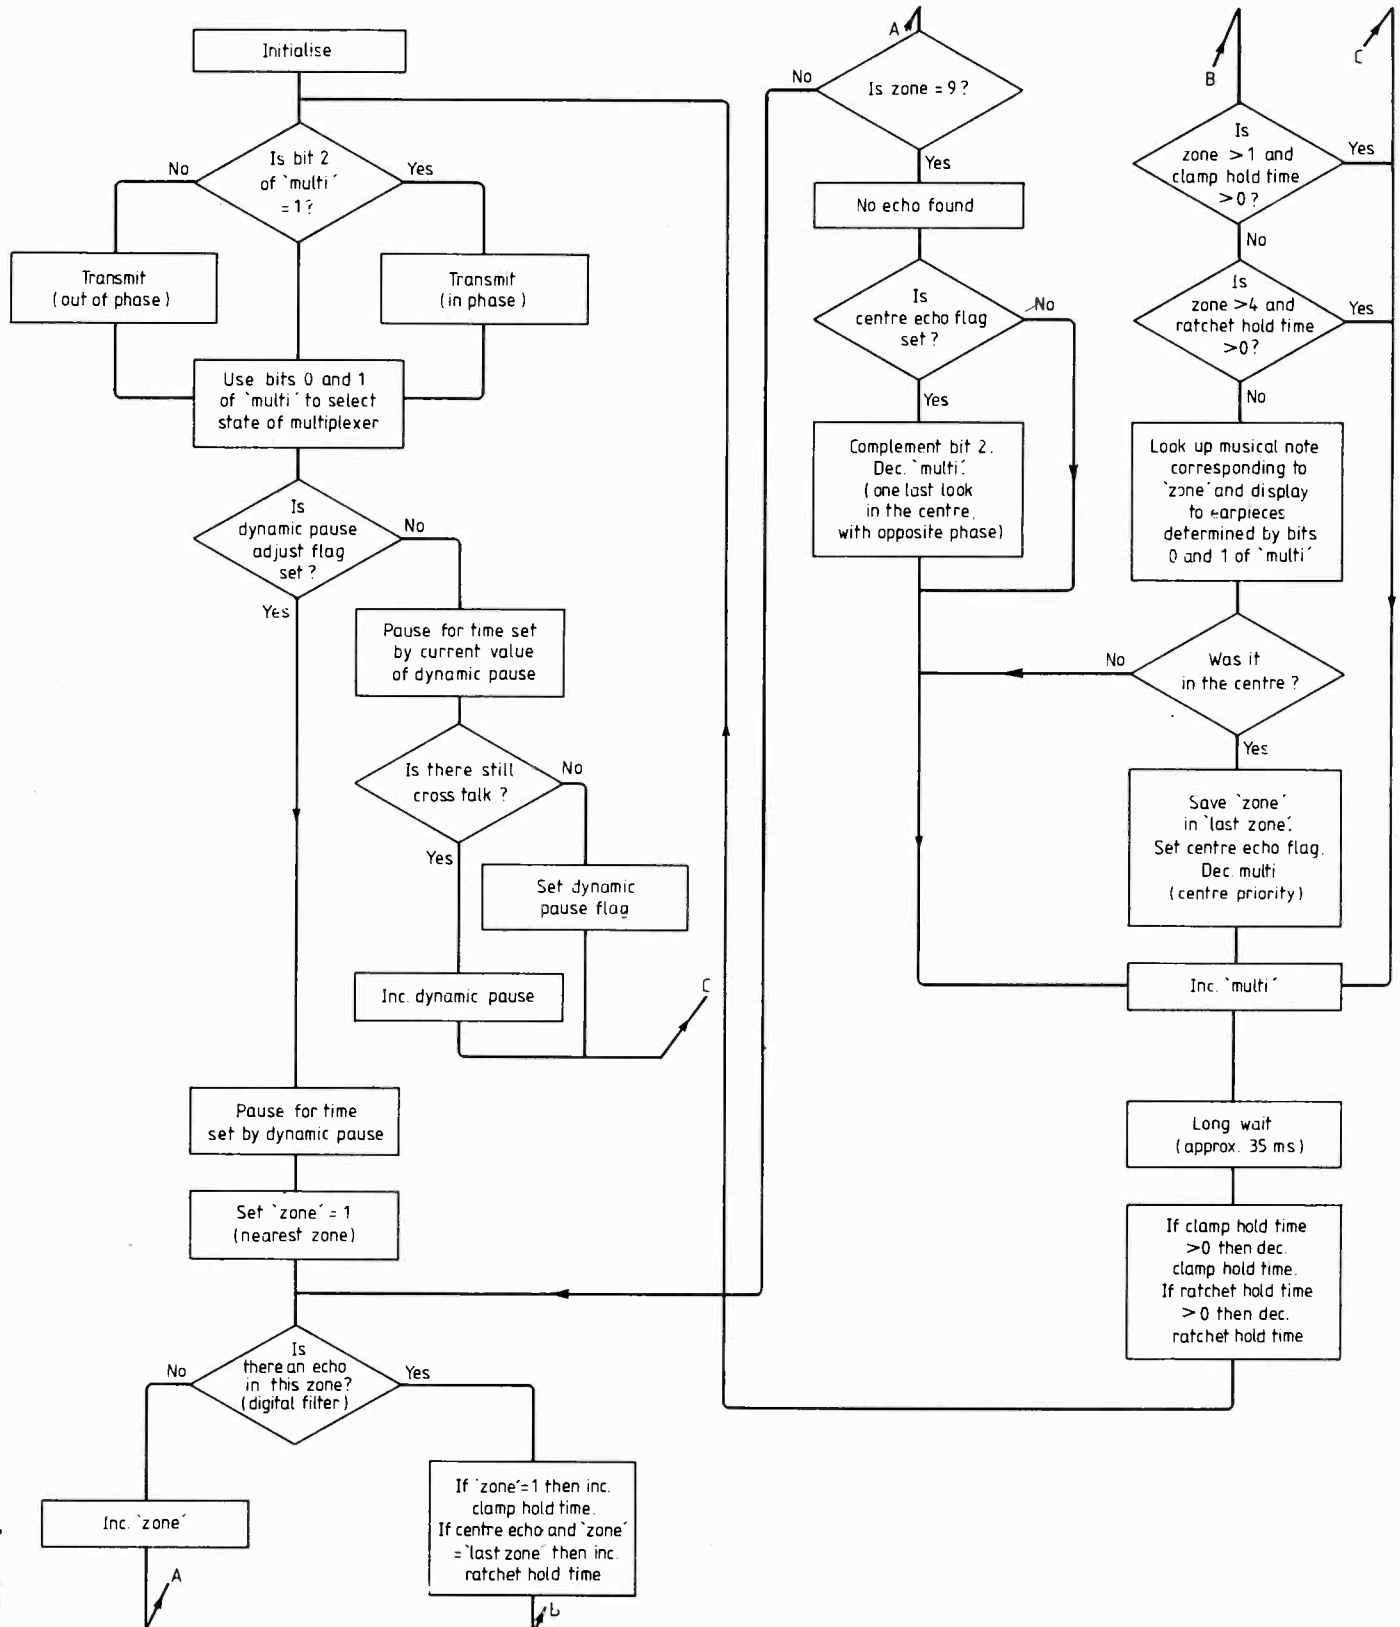 Initialise
Is bit 2
of `multi´
= 1?
No
Yes
Transmit
(out of phase)
Transmit
(in phase)
Use bits 0 and 1
of `multi´ to select
state of multiplexer
Is
dynamic pause
adjust flag
set?
No
Yes
Pause for time set
by current value
of dynamic pause
Is there still
cross talk?
No
Yes
Set dynamic
pause flag
Inc. dynamic pause
C
Pause for time
set by dynamic pause
Set `zone´ = 1
(nearest zone)
Is
there an echo
in this zone?
(digital filter)
No
Yes
Inc. `zone´
A
If `zone´=1 then inc.
clamp hold time.
If centre echo and `zone´
=`last zone´ then inc.
ratchet hold time
b
A
Is zone = 9?
No
Yes
No echo found
Is
centre echo flag
set?
No
Yes
Complement bit 2.
Dec. `multi´.
(one last look
in the centre,
with opposite phase)
B
C
Is
zone >1 and
clamp hold time
>0?
Yes
No
Is
zone >4 and
ratchet hold time
>0?
Yes
No
Look up musical note
corresponding to
`zone´ and display
to earpieces
determined by bits
0 and 1 of `multi´
Was it
in the centre?
No
Yes
Save `zone´
in `last zone´.
Set centre echo flag.
Dec. multi
(centre priority)
Inc. `multi´
Long wait
(approx. 35 ms)
If clamp hold time
>0 then dec.
clamp hold time.
If ratchet hold time
>0 then dec.
ratchet hold time